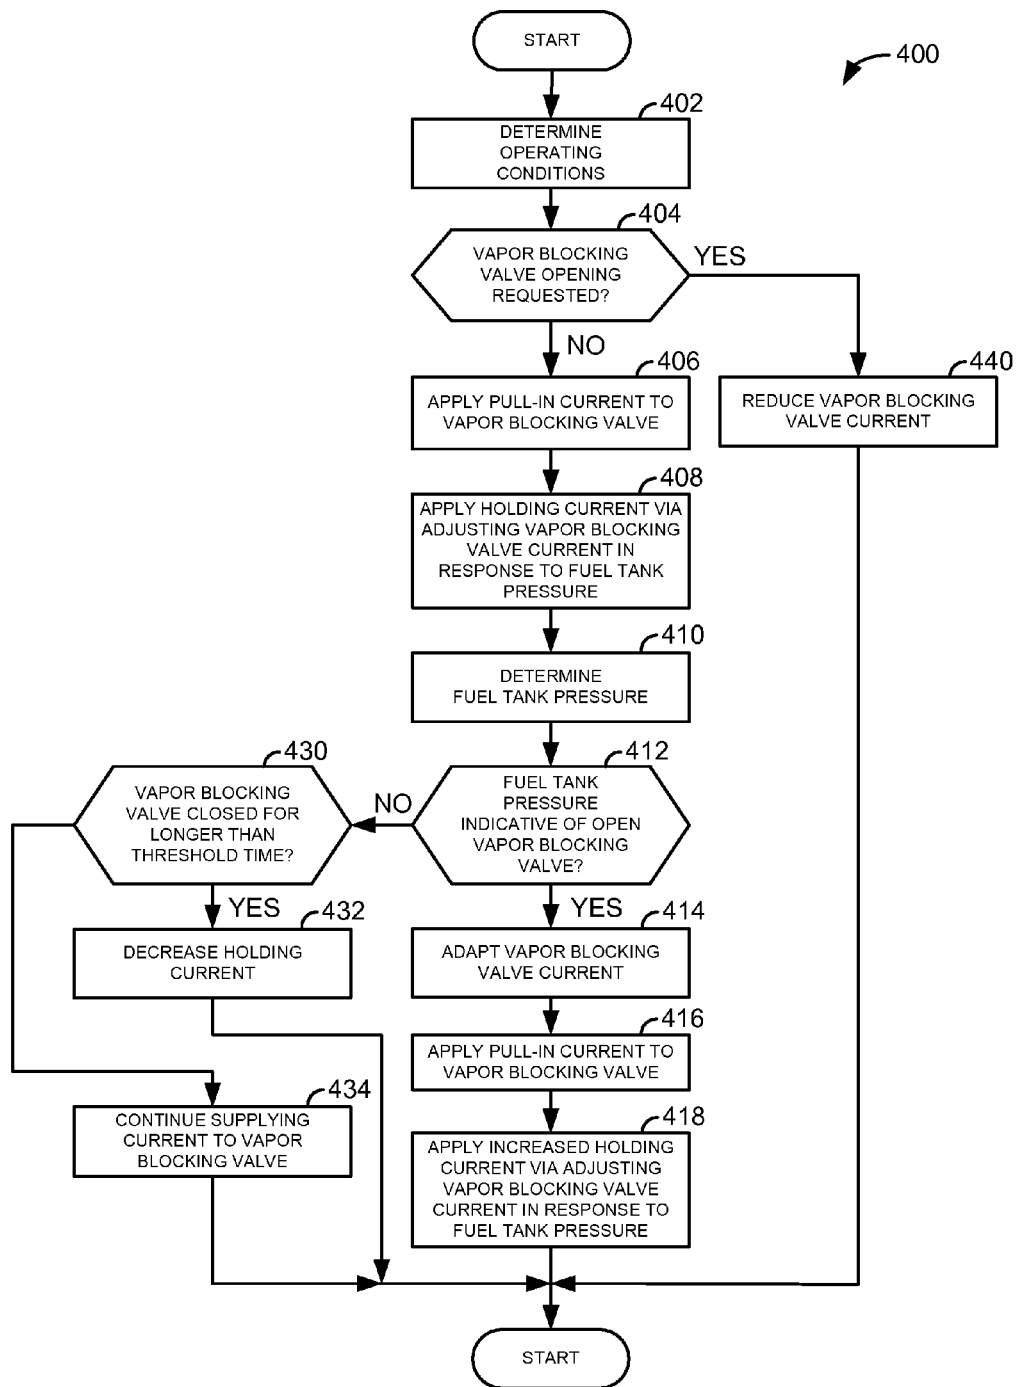 START
400
402
DETERMINE
OPERATING
CONDITIONS
404
VAPOR BLOCKING
VALVE OPENING
REQUESTED?
YES
NO
406
APPLY PULL-IN CURRENT TO
VAPOR BLOCKING VALVE
440
REDUCE VAPOR BLOCKING
VALVE CURRENT
408
APPLY HOLDING CURRENT VIA
ADJUSTING VAPOR BLOCKING
VALVE CURRENT IN
RESPONSE TO FUEL TANK
PRESSURE
410
DETERMINE
FUEL TANK PRESSURE
412
FUEL TANK
PRESSURE
INDICATIVE OF OPEN
VAPOR BLOCKING
VALVE?
NO
430
VAPOR BLOCKING
VALVE CLOSED FOR
LONGER THAN
THRESHOLD TIME?
YES
432
DECREASE HOLDING
CURRENT
434
CONTINUE SUPPLYING
CURRENT TO VAPOR
BLOCKING VALVE
YES
414
ADAPT VAPOR BLOCKING
VALVE CURRENT
416
APPLY PULL-IN CURRENT TO
VAPOR BLOCKING VALVE
418
APPLY INCREASED HOLDING
CURRENT VIA ADJUSTING
VAPOR BLOCKING VALVE
CURRENT IN RESPONSE TO
FUEL TANK PRESSURE
START